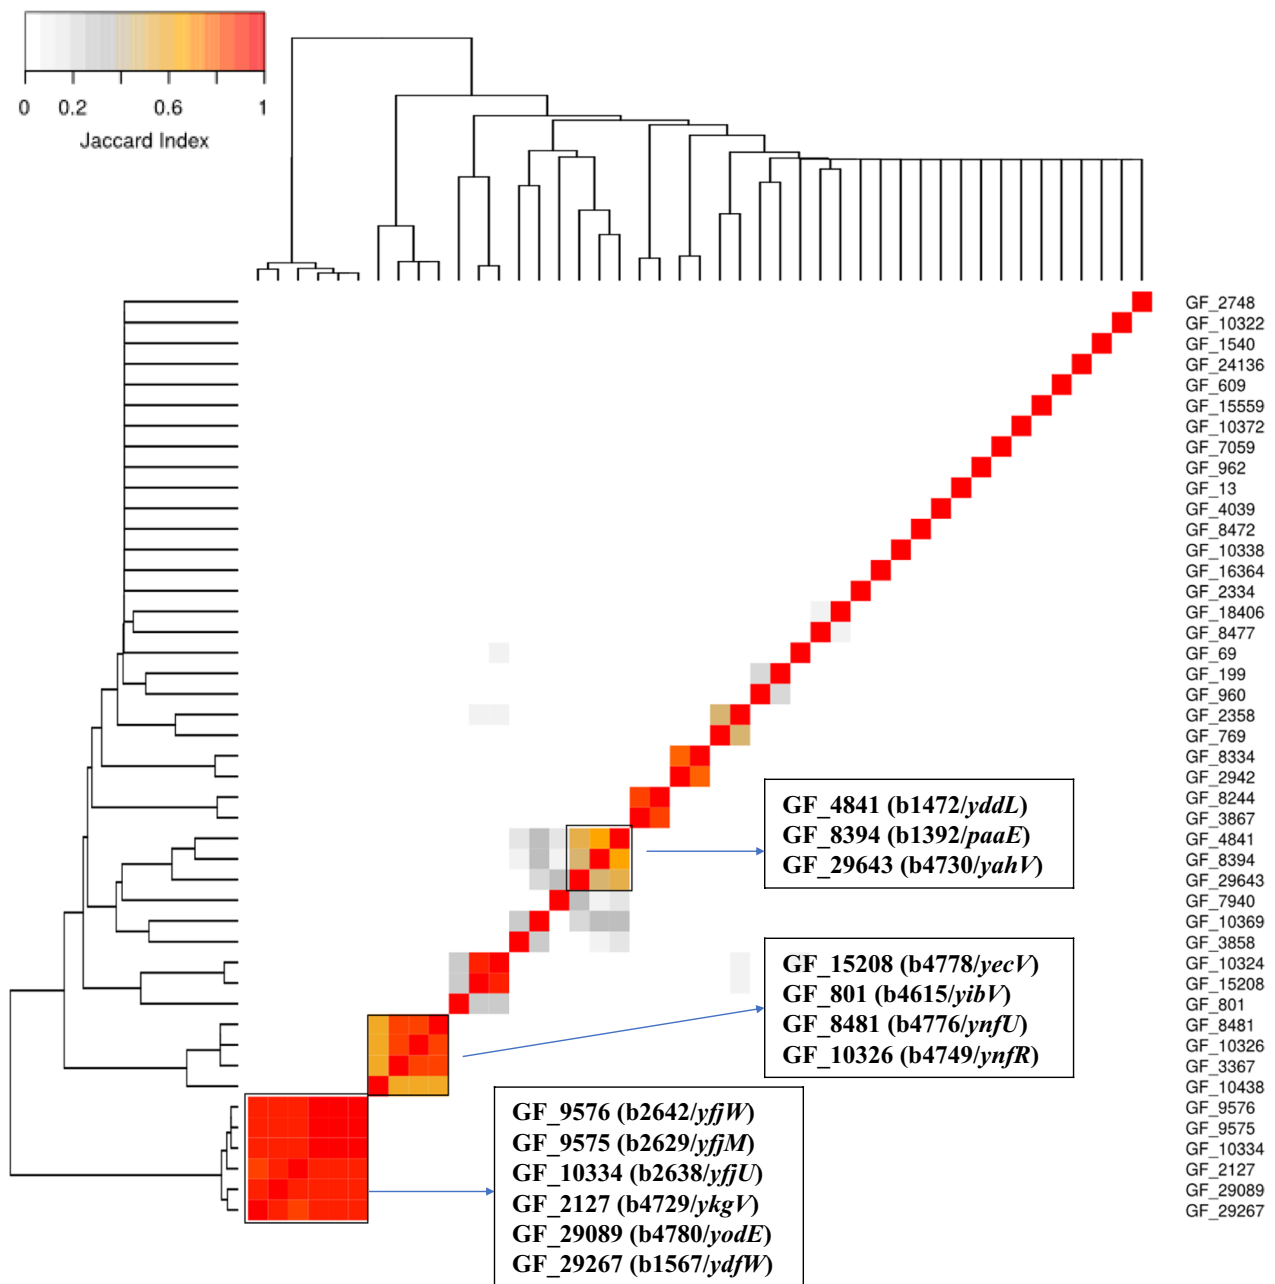 0 0.2 0.6 1
Jaccard Index
GF_2748
GF_10322
GF_1540
GF_24136
GF_609
GF_15559
GF_10372
GF_7059
GF_962
GF_13
GF_4039
GF_8472
GF_10338
GF_16364
GF_2334
GF_18406
GF_8477
GF_69
GF_199
GF_960
GF_2358
GF_769
GF_8334
GF_2942
GF_8244
GF_3867
GF_4841
GF_8394
GF_29643
GF_7940
GF_10369
GF_3858
GF_10324
GF_15208
GF_801
GF_8481
GF_10326
GF_3367
GF_10438
GF_9576
GF_9575
GF_10334
GF_2127
GF_29089
GF_29267
GF_4841 (b1472/yddL)
GF_8394 (b1392/paaE)
GF_29643 (b4730/yahV)
GF_15208 (b4778/yecV)
GF_801 (b4615/yibV)
GF_8481 (b4776/ynfU)
GF_10326 (b4749/ynfR)
GF_9576 (b2642/yfjW)
GF_9575 (b2629/yfjM)
GF_10334 (b2638/yfjU)
GF_2127 (b4729/ykgV)
GF_29089 (b4780/yodE)
GF_29267 (b1567/ydfW)